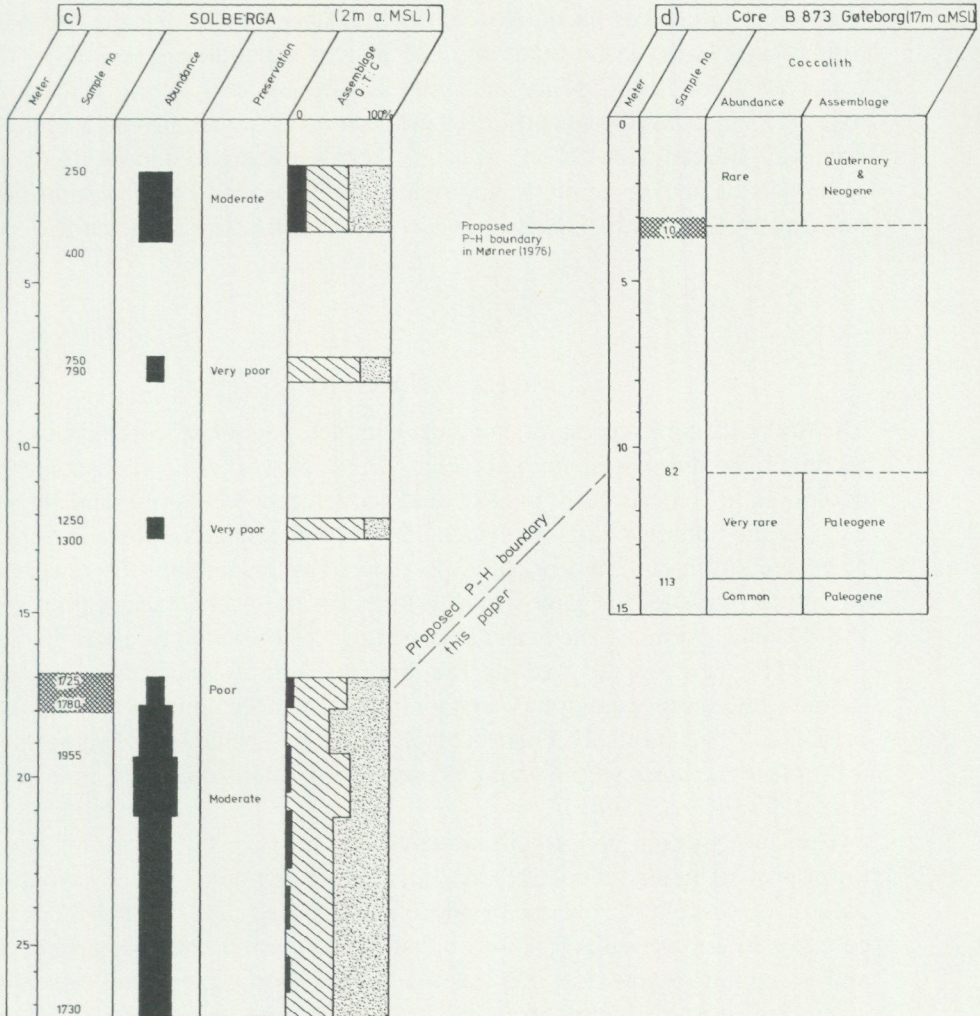 c) SOLBERGA (2m a. MSL)
Meter
Sample no
Abundance
Preservation
Assemblage
Q. T. C
0 100%
250
Moderate
400
5
750
790
Very poor
10
1250
1300
Very poor
15
1725
1780
Poor
1955
20
Moderate
25
1730
Proposed
P-H boundary
in Mørner (1976)
Proposed P-H boundary
this paper
d) Core B 873 Gøteborg (17m a.MSL)
Meter
Sample no
Coccolith
Abundance Assemblage
0
Rare
Quaternary
&
Neogene
10
5
10
82
Very rare Paleogene
113
Common Paleogene
15